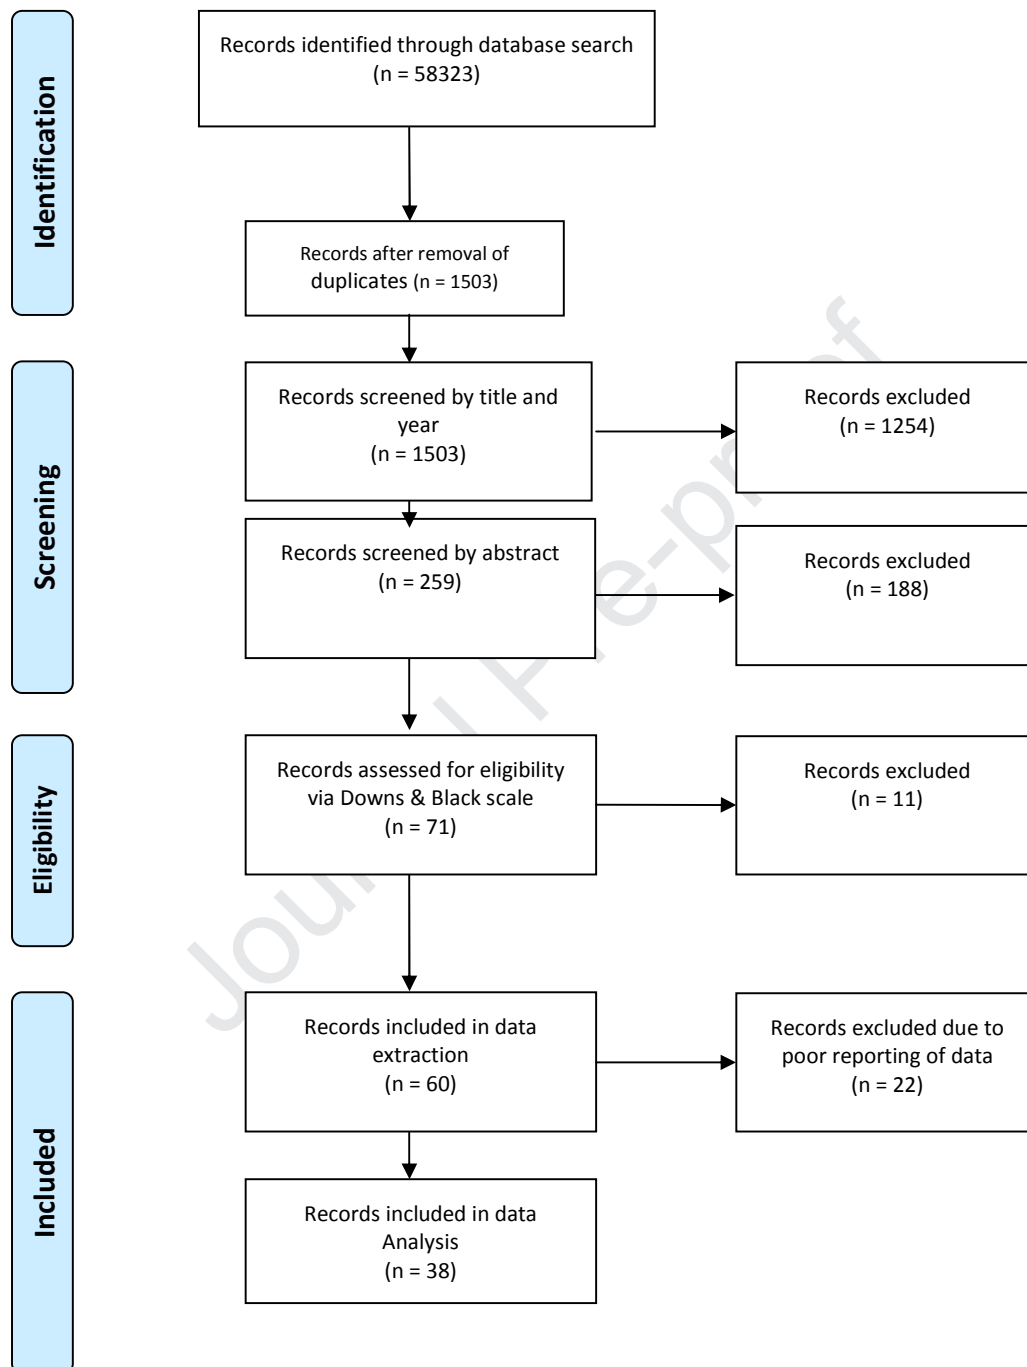 Identification
Records identified through database search
(n = 58323)
Records after removal of
duplicates (n = 1503)
Screening
Records screened by title and
year
(n = 1503)
Records excluded
(n = 1254)
Records screened by abstract
(n = 259)
Records excluded
(n = 188)
Eligibility
Records assessed for eligibility
via Downs & Black scale
(n = 71)
Records excluded
(n = 11)
Included
Records included in data
extraction
(n = 60)
Records excluded due to
poor reporting of data
(n = 22)
Records included in data
Analysis
(n = 38)
Journal Pre-proof